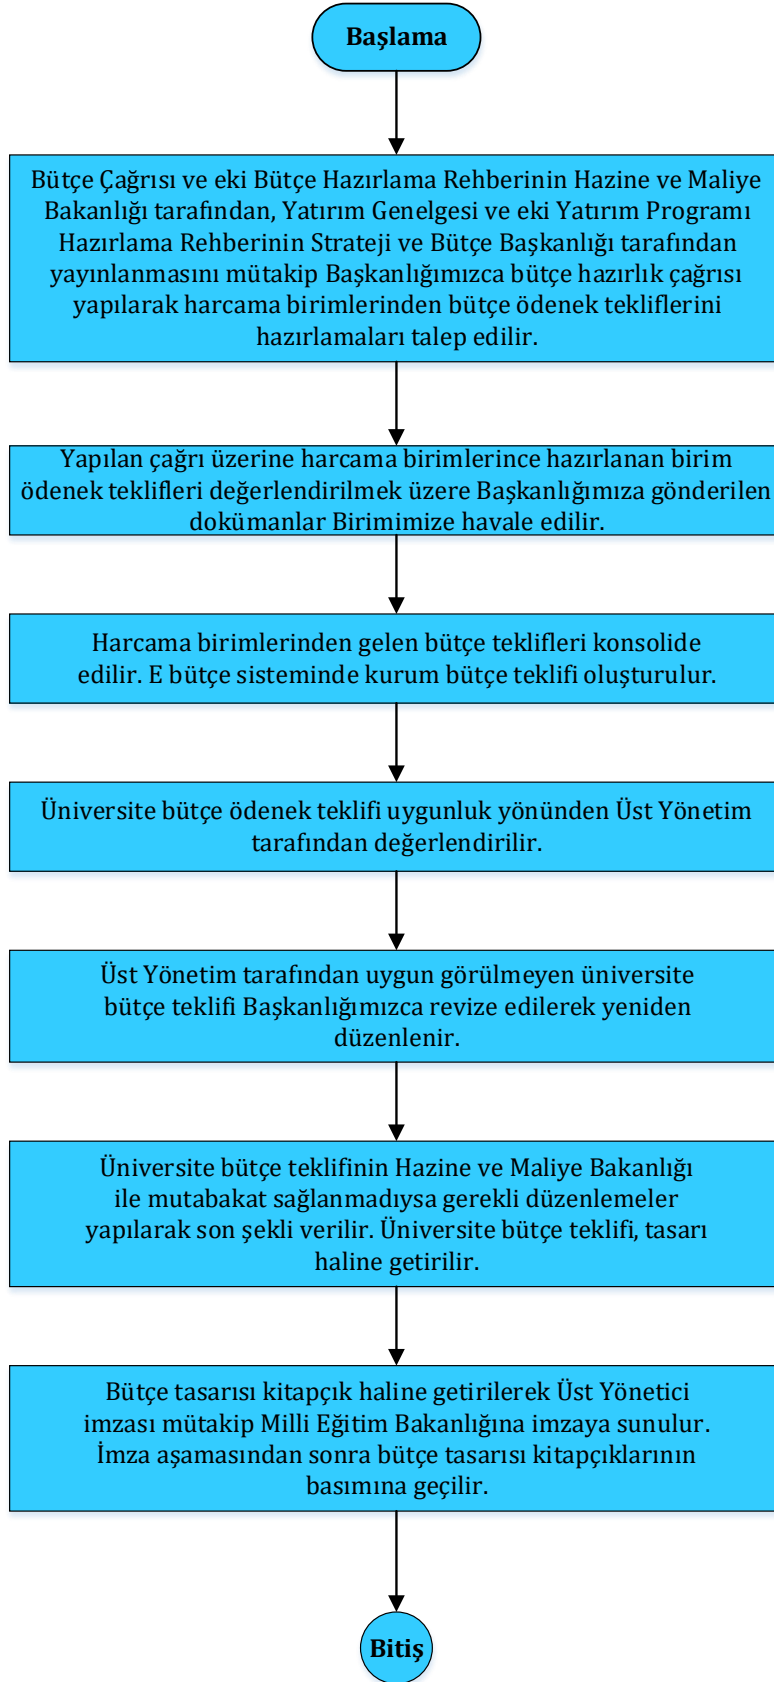 Başlama
Bütçe Çağrısı ve eki Bütçe Hazırlama Rehberinin Hazine ve Maliye
Bakanlığı tarafından, Yatırım Genelgesi ve eki Yatırım Programı
Hazırlama Rehberinin Strateji ve Bütçe Başkanlığı tarafından
yayınlanmasını mütakip Başkanlığımızca bütçe hazırlık çağrısı
yapılarak harcama birimlerinden bütçe ödenek tekliflerini
hazırlamaları talep edilir.
Yapılan çağrı üzerine harcama birimlerince hazırlanan birim
ödenek teklifleri değerlendirilmek üzere Başkanlığımıza gönderilen
dokümanlar Birimimize havale edilir.
Harcama birimlerinden gelen bütçe teklifleri konsolide
edilir. E bütçe sisteminde kurum bütçe teklifi oluşturulur.
Üniversite bütçe ödenek teklifi uygunluk yönünden Üst Yönetim
tarafından değerlendirilir.
Üst Yönetim tarafından uygun görülmeyen üniversite
bütçe teklifi Başkanlığımızca revize edilerek yeniden
düzenlenir.
Üniversite bütçe teklifinin Hazine ve Maliye Bakanlığı
ile mutabakat sağlanmadıysa gerekli düzenlemeler
yapılarak son şekli verilir. Üniversite bütçe teklifi, tasarı
haline getirilir.
Bütçe tasarısı kitapçık haline getirilerek Üst Yönetici
imzası mütakip Milli Eğitim Bakanlığına imzaya sunulur.
İmza aşamasından sonra bütçe tasarısı kitapçıklarının
basımına geçilir.
Bitiş